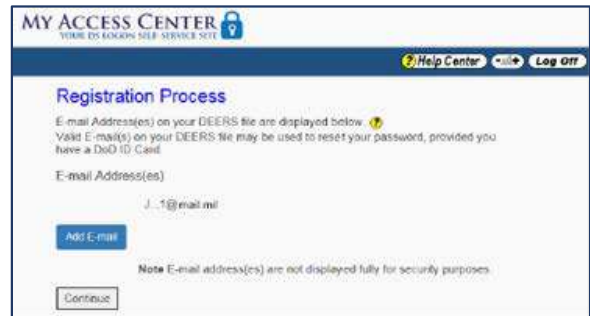 MY ACCESS CENTER
YOUR DS LOGON SELF-SERVICE SITE
? Help Center - + Log Off
Registration Process
E-mail Address(es) on your DEERS file are displayed below. ?
Valid E-mail(s) on your DEERS file may be used to reset your password, provided you
have a DoD ID Card.
E-mail Address(es)
J...1@mail.mil
Add E-mail
Note E-mail address(es) are not displayed fully for security purposes.
Continue